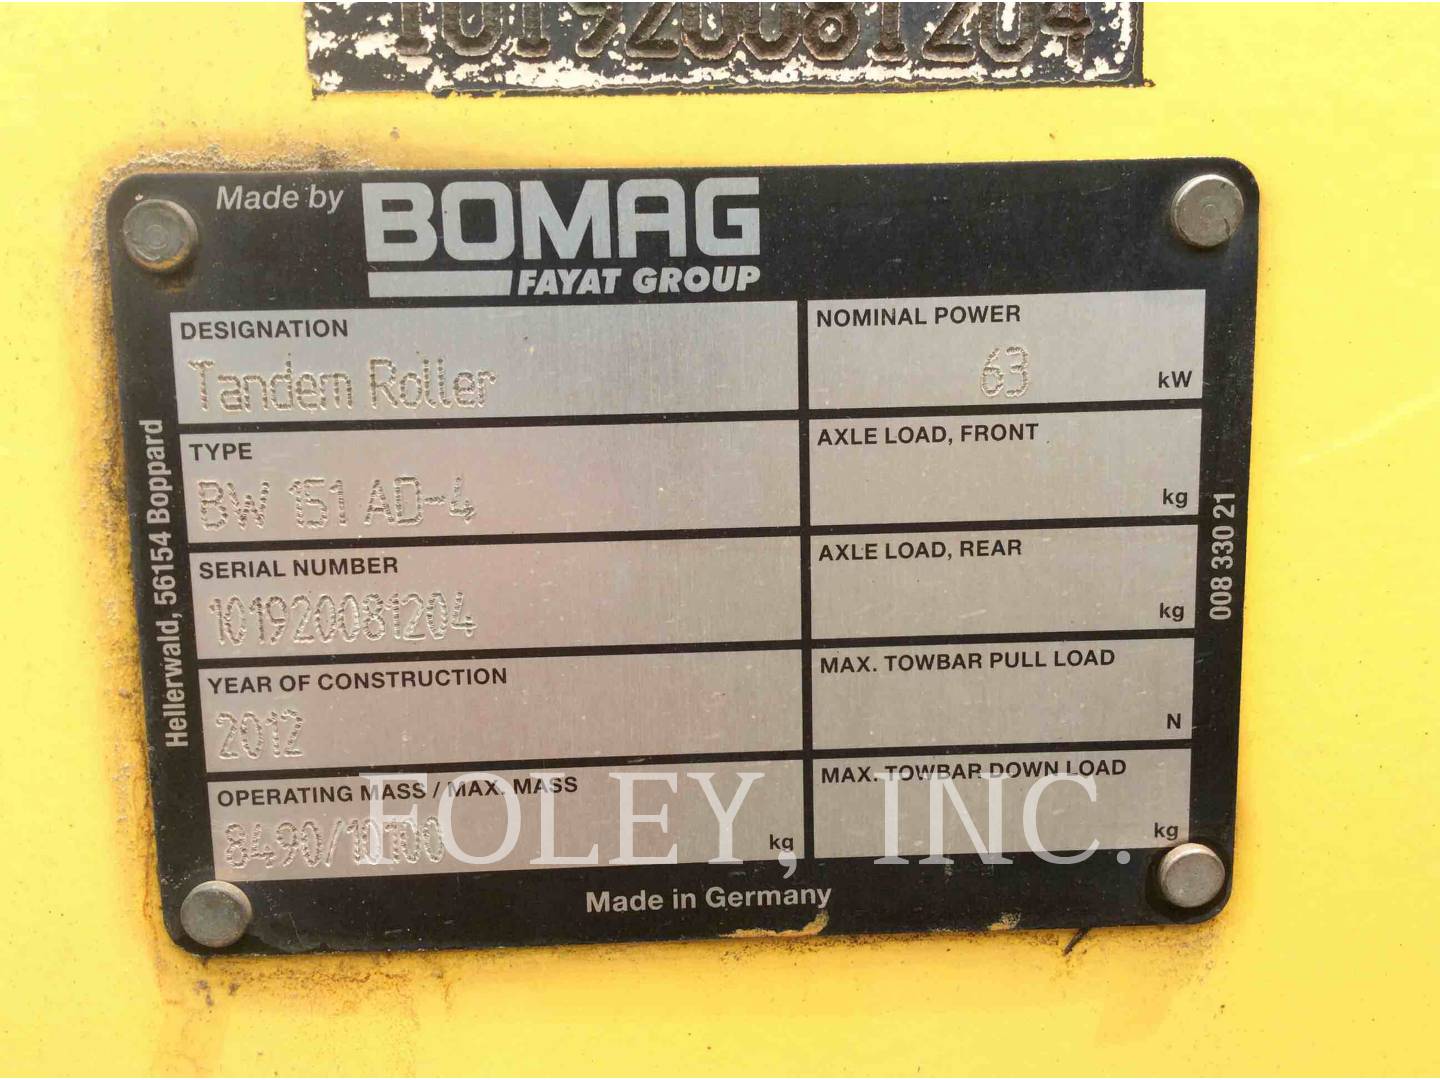 101920081204
Made by BOMAG
FAYAT GROUP
DESIGNATION
Tandem Roller
NOMINAL POWER
63 kW
TYPE
BW 151 AD-4
AXLE LOAD, FRONT
kg
SERIAL NUMBER
101920081204
AXLE LOAD, REAR
kg
YEAR OF CONSTRUCTION
2012
MAX. TOWBAR PULL LOAD
N
OPERATING MASS / MAX. MASS
8490/10100 kg
MAX. TOWBAR DOWN LOAD
kg
Made in Germany
Hellerwald, 56154 Boppard
008 330 21
FOLEY, INC.